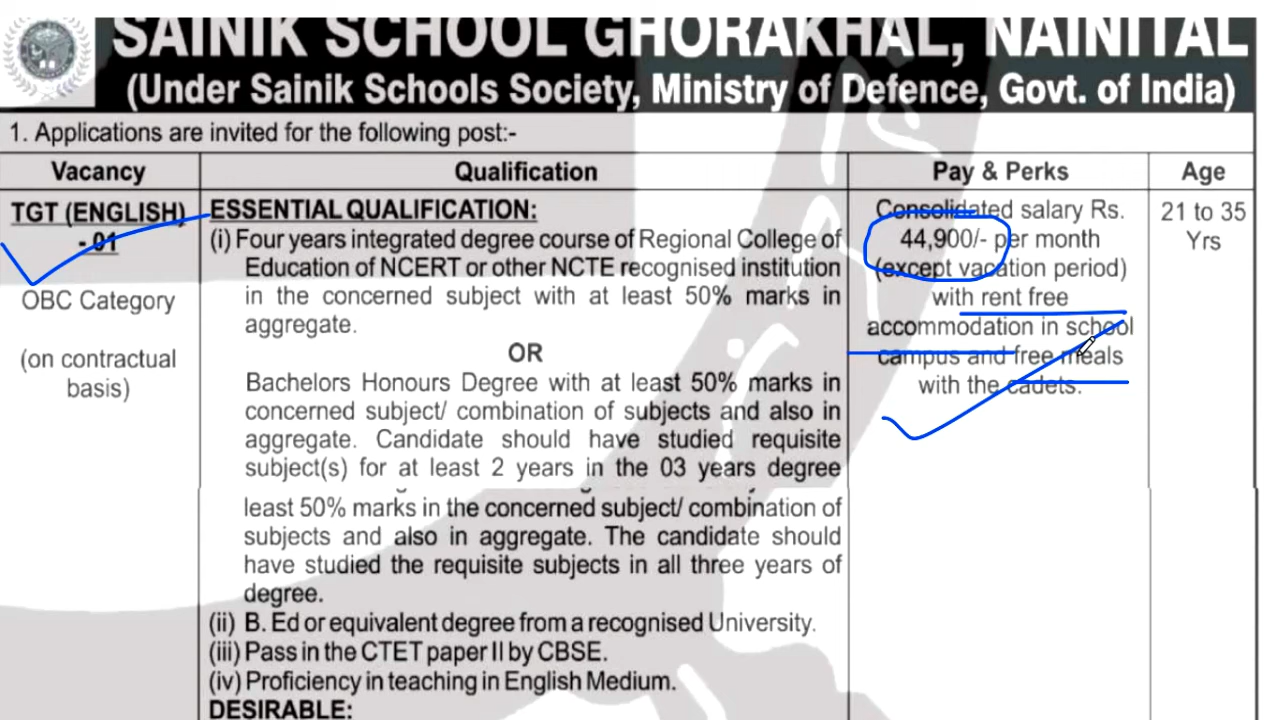 SAINIK SCHOOL GHORAKHAL, NAINITAL
(Under Sainik Schools Society, Ministry of Defence, Govt. of India)
1. Applications are invited for the following post:-
Vacancy
Qualification
Pay & Perks
Age
TGT (ENGLISH)
- 01
OBC Category
(on contractual
basis)
ESSENTIAL QUALIFICATION:
(i) Four years integrated degree course of Regional College of
Education of NCERT or other NCTE recognised institution
in the concerned subject with at least 50% marks in
aggregate.
OR
Bachelors Honours Degree with at least 50% marks in
concerned subject/ combination of subjects and also in
aggregate. Candidate should have studied requisite
subject(s) for at least 2 years in the 03 years degree
least 50% marks in the concerned subject/ combination of
subjects and also in aggregate. The candidate should
have studied the requisite subjects in all three years of
degree.
(ii) B. Ed or equivalent degree from a recognised University.
(iii) Pass in the CTET paper II by CBSE.
(iv) Proficiency in teaching in English Medium.
DESIRABLE:
Consolidated salary Rs.
44,900/- per month
(except vacation period)
with rent free
accommodation in school
campus and free meals
with the cadets.
21 to 35
Yrs